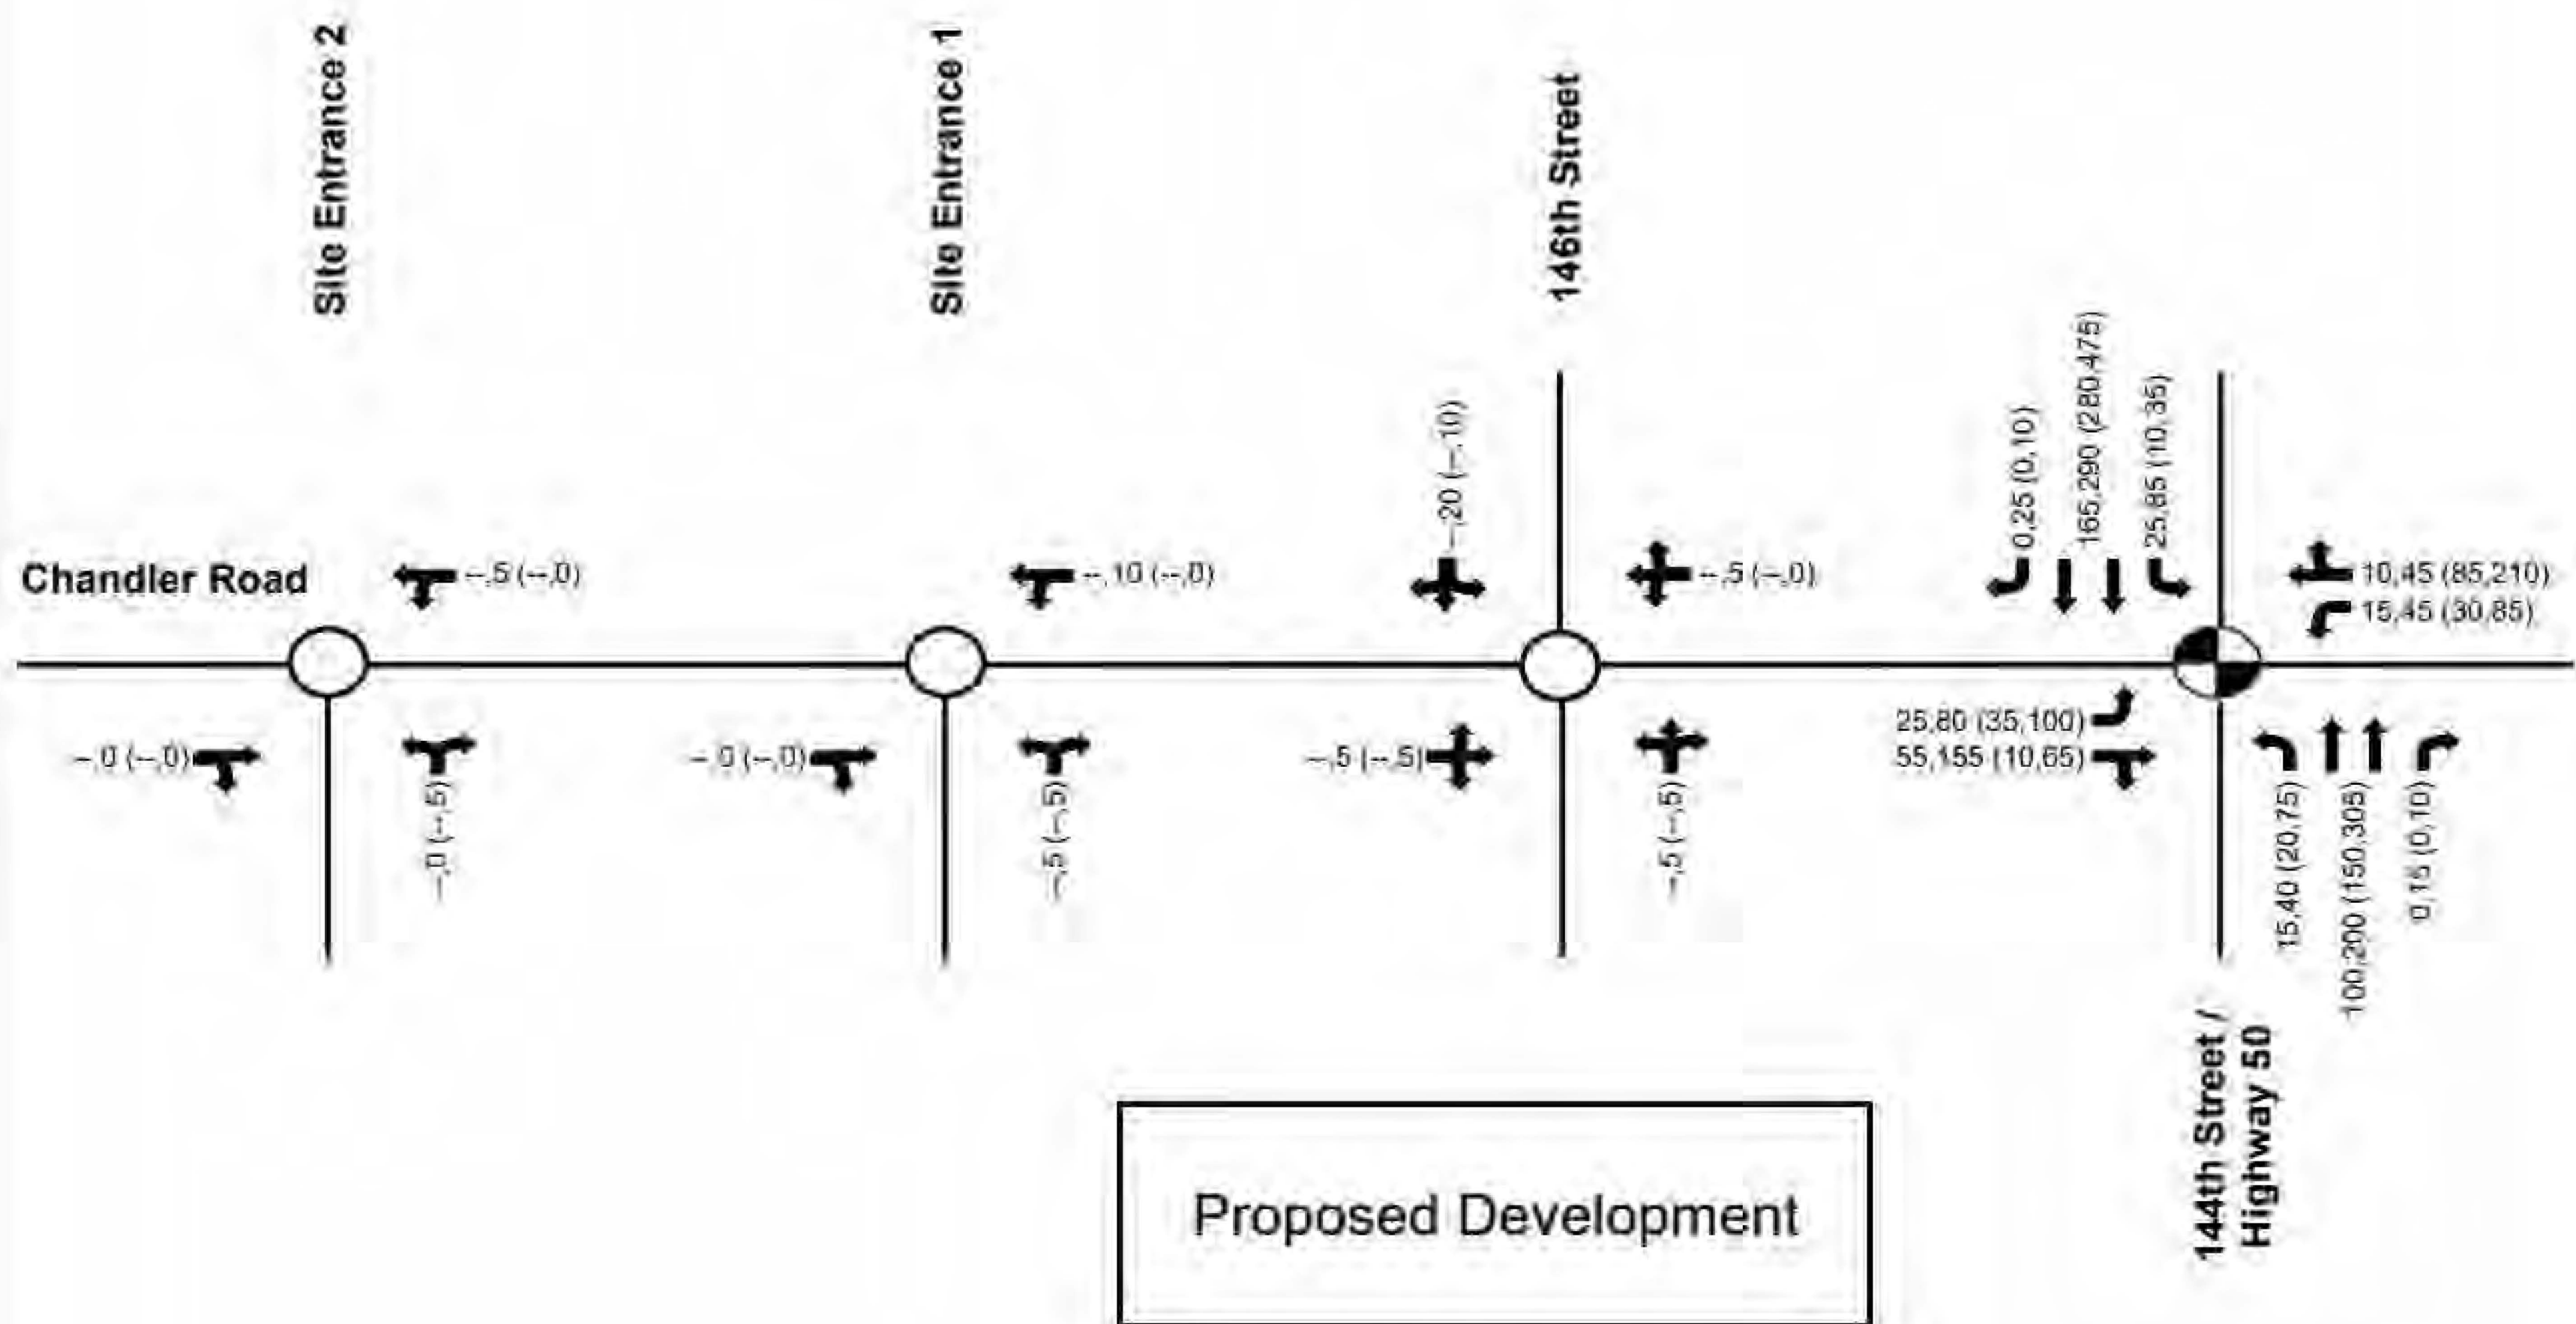 Site Entrance 2
Site Entrance 1
146th Street
0,25 (0,10)
165,290 (280,475)
25,85 (10,35)
--,20 (--,10)
Chandler Road
--,5 (--,0)
--,10 (--,0)
--,5 (--,0)
10,45 (85,210)
15,45 (30,85)
--,0 (--,0)
--,0 (--,5)
--,0 (--,0)
--,5 (--,5)
--,5 (--,5)
--,5 (--,5)
25,80 (35,100)
55,155 (10,65)
15,40 (20,75)
100,200 (150,305)
0,15 (0,10)
144th Street /
Highway 50
Proposed Development